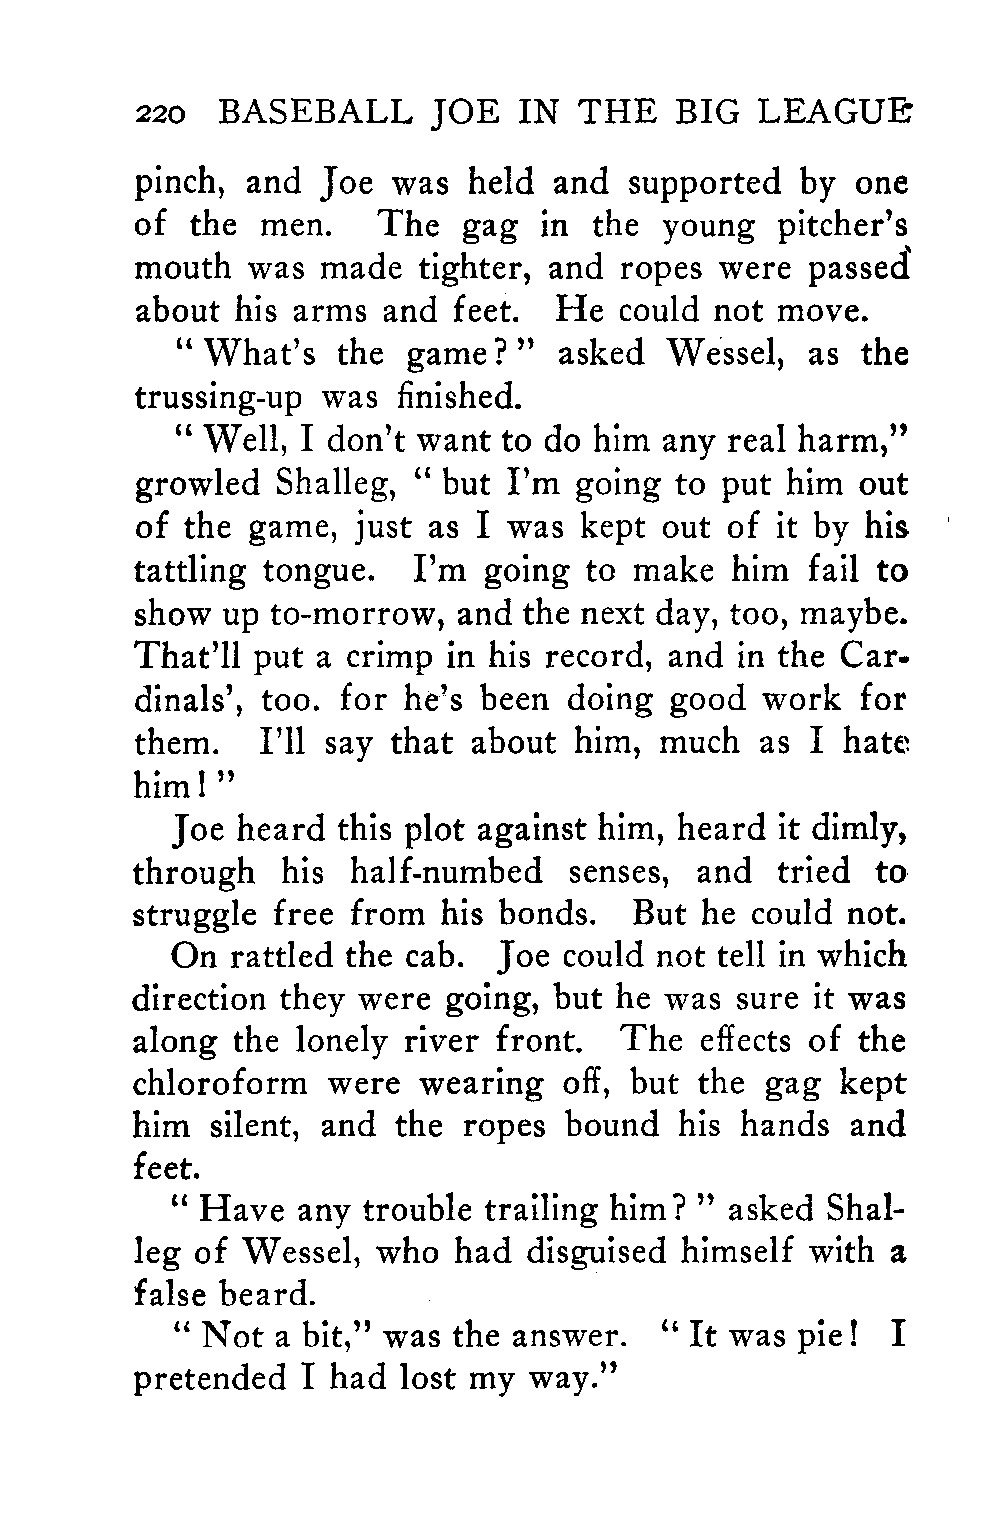 220 BASEBALL JOE IN THE BIG LEAGUE
pinch, and Joe was held and supported by one
of the men. The gag in the young pitcher's
mouth was made tighter, and ropes were passed
about his arms and feet. He could not move.
" What's the game? " asked Wessel, as the
trussing-up was finished.
" Well, I don't want to do him any real harm,"
growled Shalleg, " but I'm going to put him out
of the game, just as I was kept out of it by his
tattling tongue. I'm going to make him fail to
show up to-morrow, and the next day, too, maybe.
That'll put a crimp in his record, and in the Car-
dinals', too. for he's been doing good work for
them. I'll say that about him, much as I hate
him! "
Joe heard this plot against him, heard it dimly,
through his half-numbed senses, and tried to
struggle free from his bonds. But he could not.
On rattled the cab. Joe could not tell in which
direction they were going, but he was sure it was
along the lonely river front. The effects of the
chloroform were wearing off, but the gag kept
him silent, and the ropes bound his hands and
feet.
" Have any trouble trailing him? " asked Shal-
leg of Wessel, who had disguised himself with a
false beard.
" Not a bit," was the answer. " It was pie! I
pretended I had lost my way."